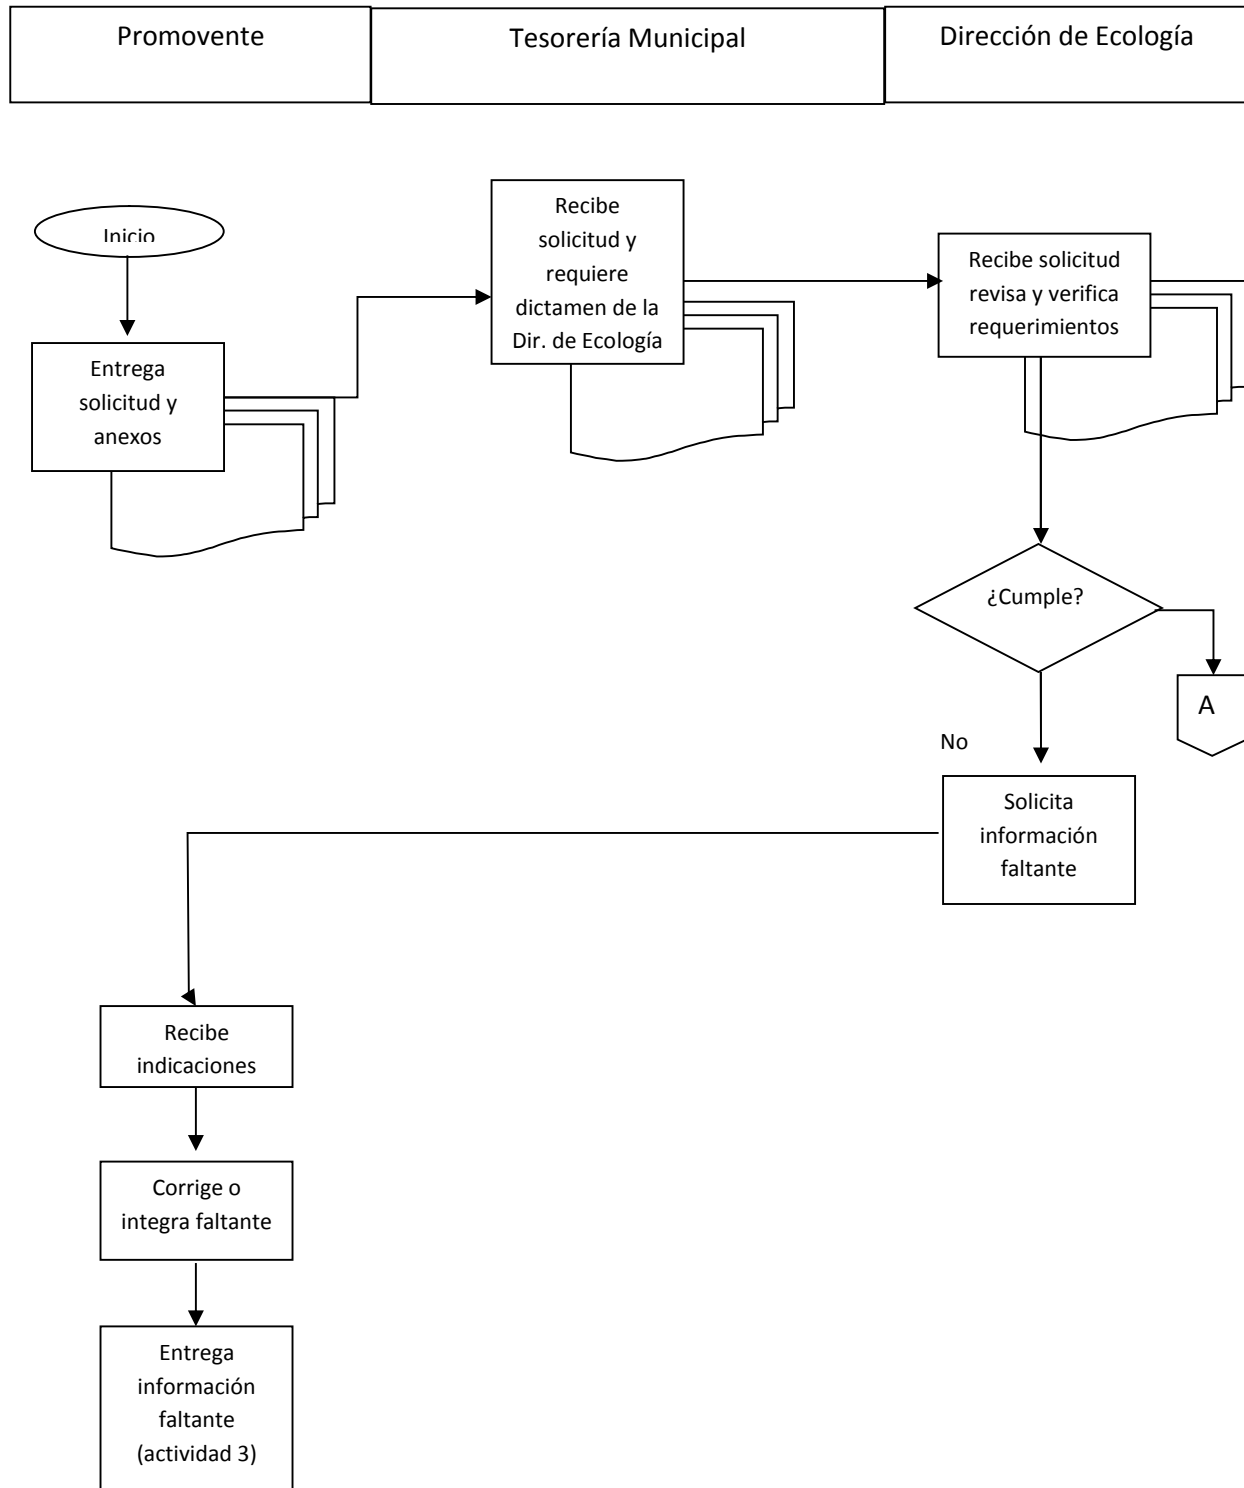 Promovente
Tesorería Municipal
Dirección de Ecología
Inicio
Entrega
solicitud y
anexos
Recibe
solicitud y
requiere
dictamen de la
Dir. de Ecología
Recibe solicitud
revisa y verifica
requerimientos
¿Cumple?
A
No
Solicita
información
faltante
Recibe
indicaciones
Corrige o
integra faltante
Entrega
información
faltante
(actividad 3)